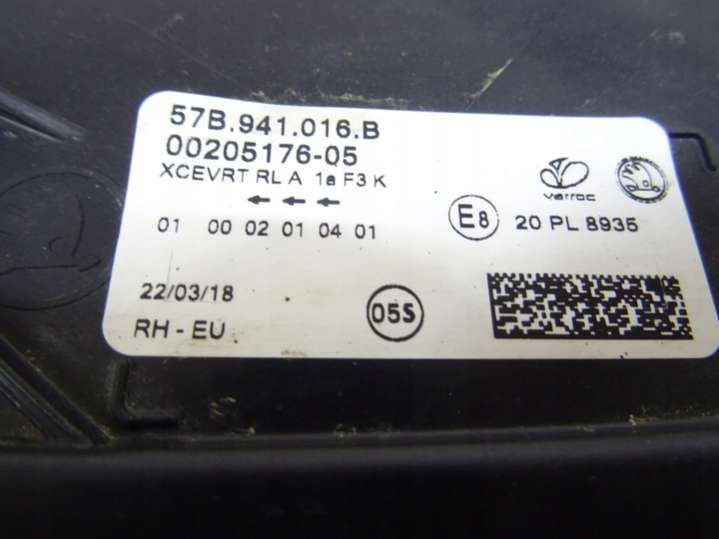 57B.941.016.B
00205176-05
XCEVRT RL A 1a F3 K
varroc
01 00 02 01 04 01
E8 20 PL 8935
22/03/18
05S
RH - EU